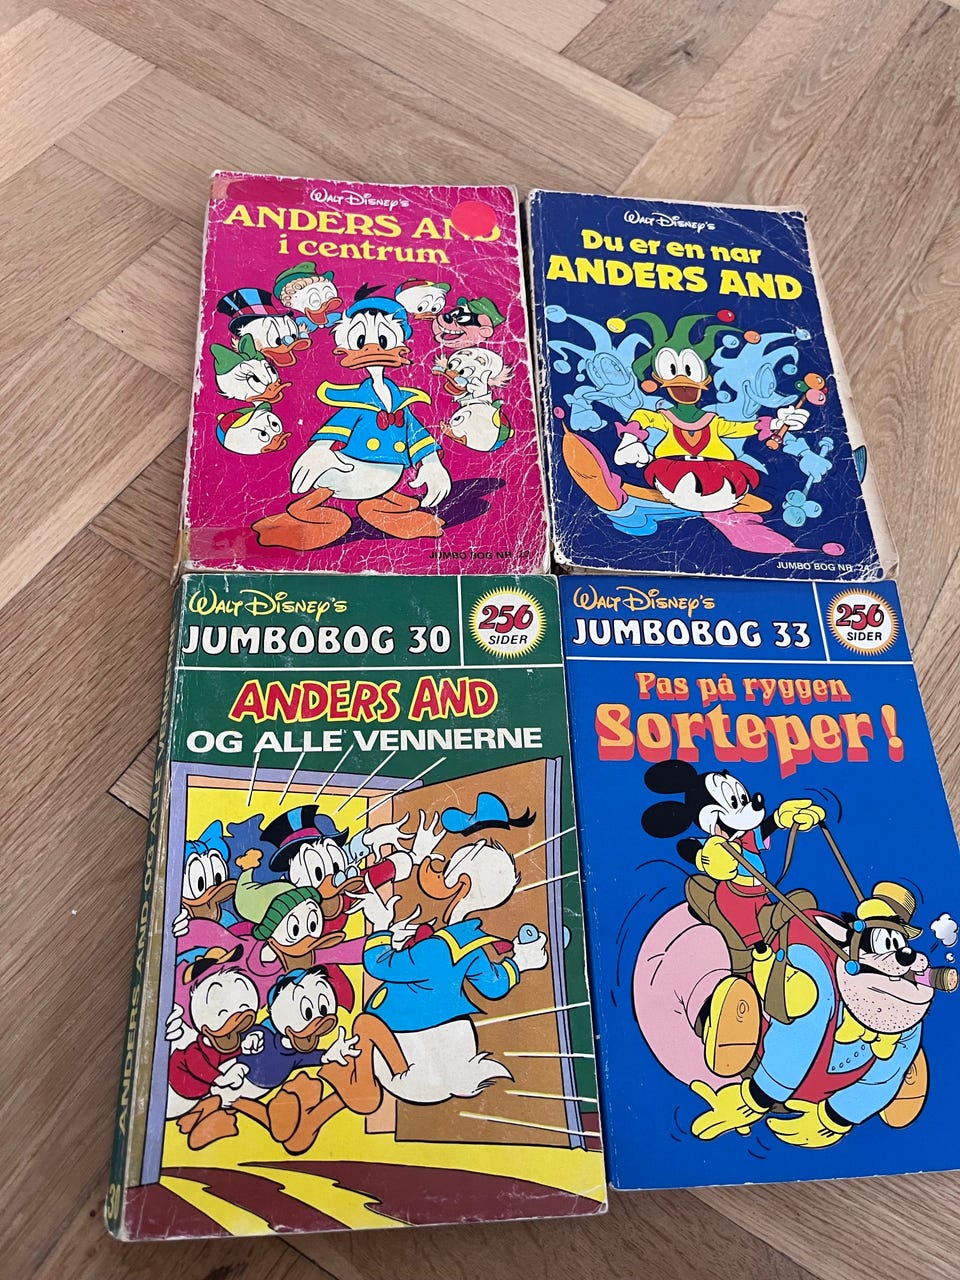 WALT DISNEY'S
ANDERS AND
i centrum
JUMBO BOG NR.
WALT DISNEY'S
Du er en nar
ANDERS AND
JUMBO BOG NR. 24
WALT DISNEY'S
JUMBOBOG 30
256
SIDER
ANDERS AND
OG ALLE VENNERNE
ANDERS AND OG ALLE VENNERNE
30
WALT DISNEY'S
JUMBOBOG 33
256
SIDER
Pas på ryggen
Sorteper!